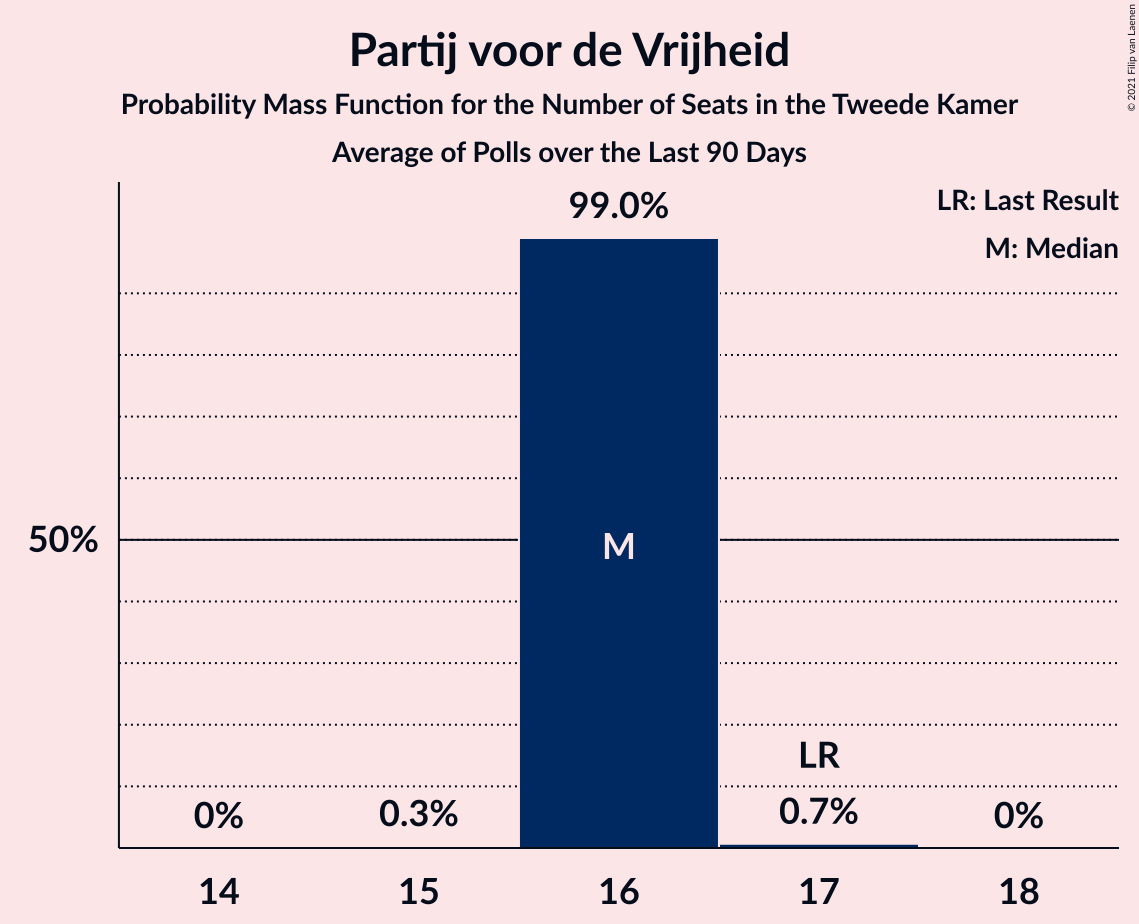 Partij voor de Vrijheid
Probability Mass Function for the Number of Seats in the Tweede Kamer
Average of Polls over the Last 90 Days
© 2021 Filip van Laenen
LR: Last Result
M: Median
99.0%
50%
M
LR
0%
0.3%
0.7%
0%
14
15
16
17
18